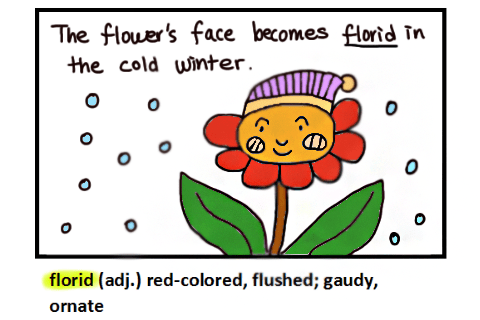 The flower's face becomes florid in
the cold winter.
florid (adj.) red-colored, flushed; gaudy,
ornate